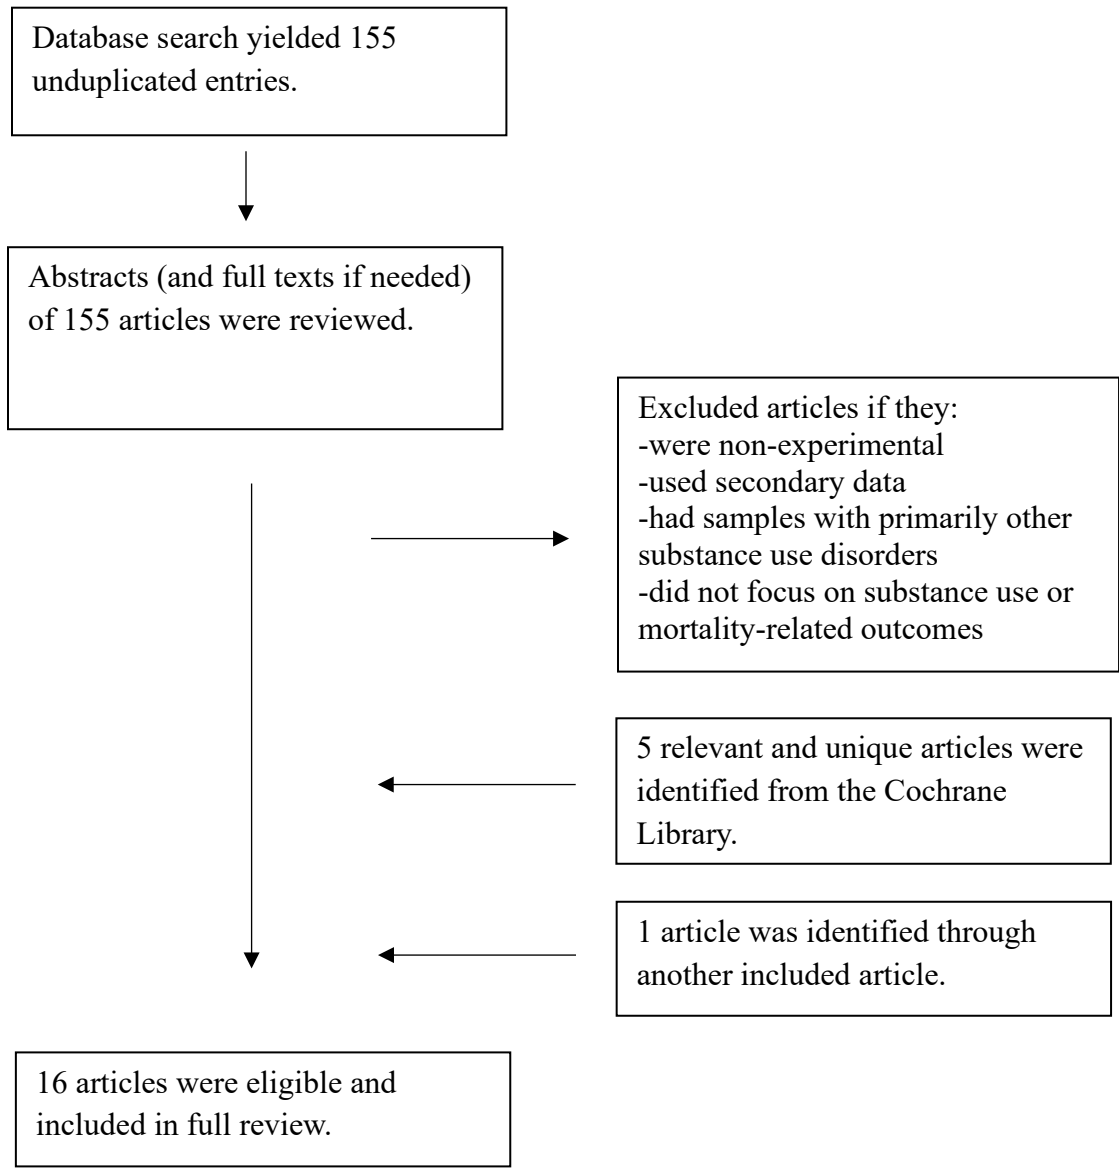 Database search yielded 155
unduplicated entries.
Abstracts (and full texts if needed)
of 155 articles were reviewed.
Excluded articles if they:
-were non-experimental
-used secondary data
-had samples with primarily other
substance use disorders
-did not focus on substance use or
mortality-related outcomes
5 relevant and unique articles were
identified from the Cochrane
Library.
1 article was identified through
another included article.
16 articles were eligible and
included in full review.